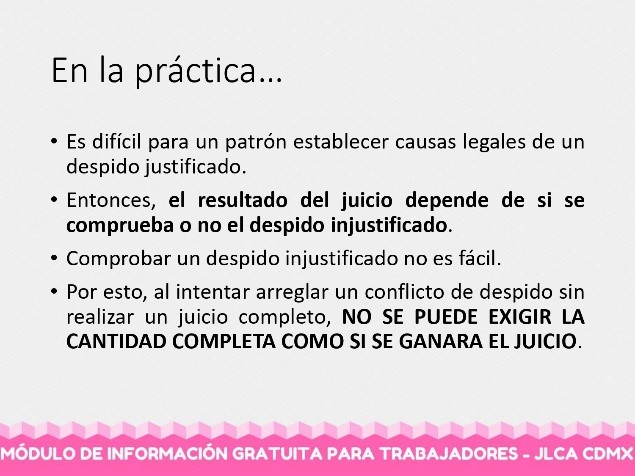 En la práctica…
• Es difícil para un patrón establecer causas legales de un
despido justificado.
• Entonces, el resultado del juicio depende de si se
comprueba o no el despido injustificado.
• Comprobar un despido injustificado no es fácil.
• Por esto, al intentar arreglar un conflicto de despido sin
realizar un juicio completo, NO SE PUEDE EXIGIR LA
CANTIDAD COMPLETA COMO SI SE GANARA EL JUICIO.
MÓDULO DE INFORMACIÓN GRATUITA PARA TRABAJADORES - JLCA CDMX